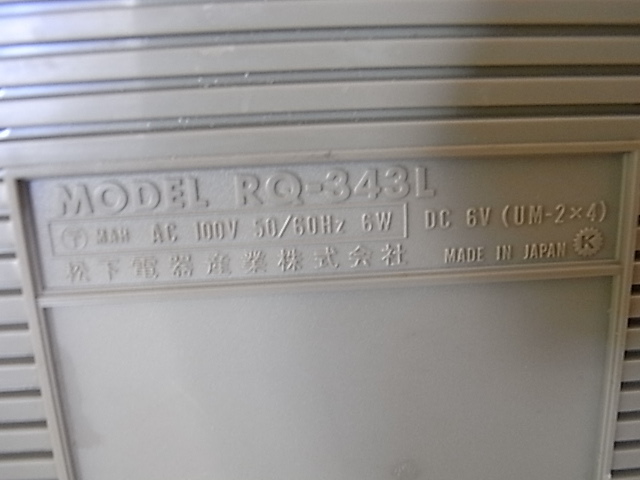 MODEL RQ-343L
〒 MAH AC 100V 50/60Hz 6W DC 6V (UM-2×4)
松下電器産業株式会社 MADE IN JAPAN K